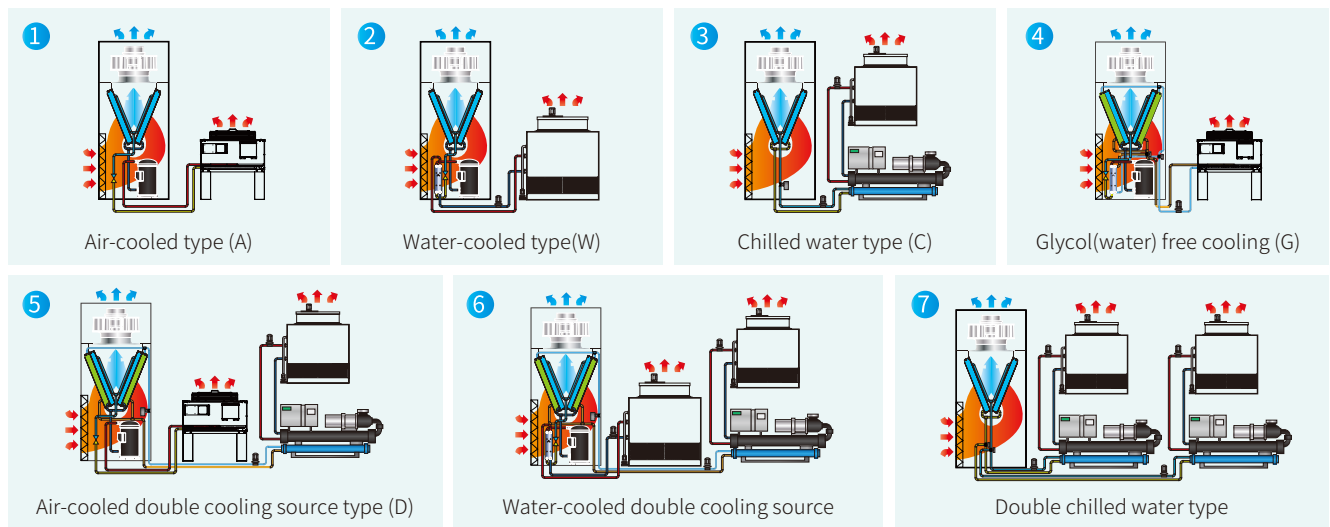 1
Air-cooled type (A)
2
Water-cooled type(W)
3
Chilled water type (C)
4
Glycol(water) free cooling (G)
5
Air-cooled double cooling source type (D)
6
Water-cooled double cooling source
7
Double chilled water type